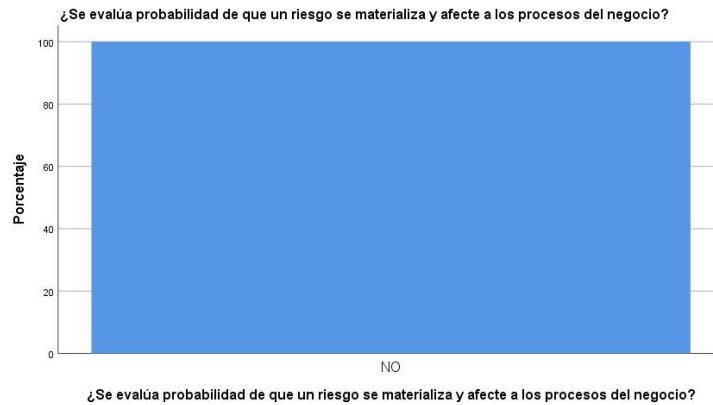 ¿Se evalúa probabilidad de que un riesgo se materializa y afecte a los procesos del negocio?
100
80
60
40
20
0
Porcentaje
NO
¿Se evalúa probabilidad de que un riesgo se materializa y afecte a los procesos del negocio?